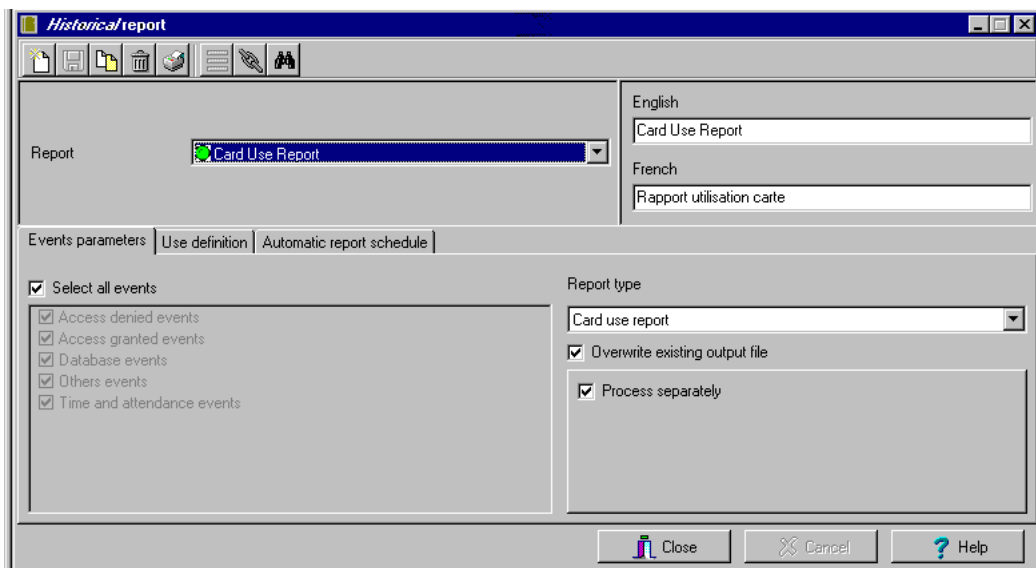 Historical report
English
Card Use Report
Report
Card Use Report
French
Rapport utilisation carte
Events parameters
Use definition
Automatic report schedule
Select all events
Access denied events
Access granted events
Database events
Others events
Time and attendance events
Report type
Card use report
Overwrite existing output file
Process separately
Close
Cancel
Help